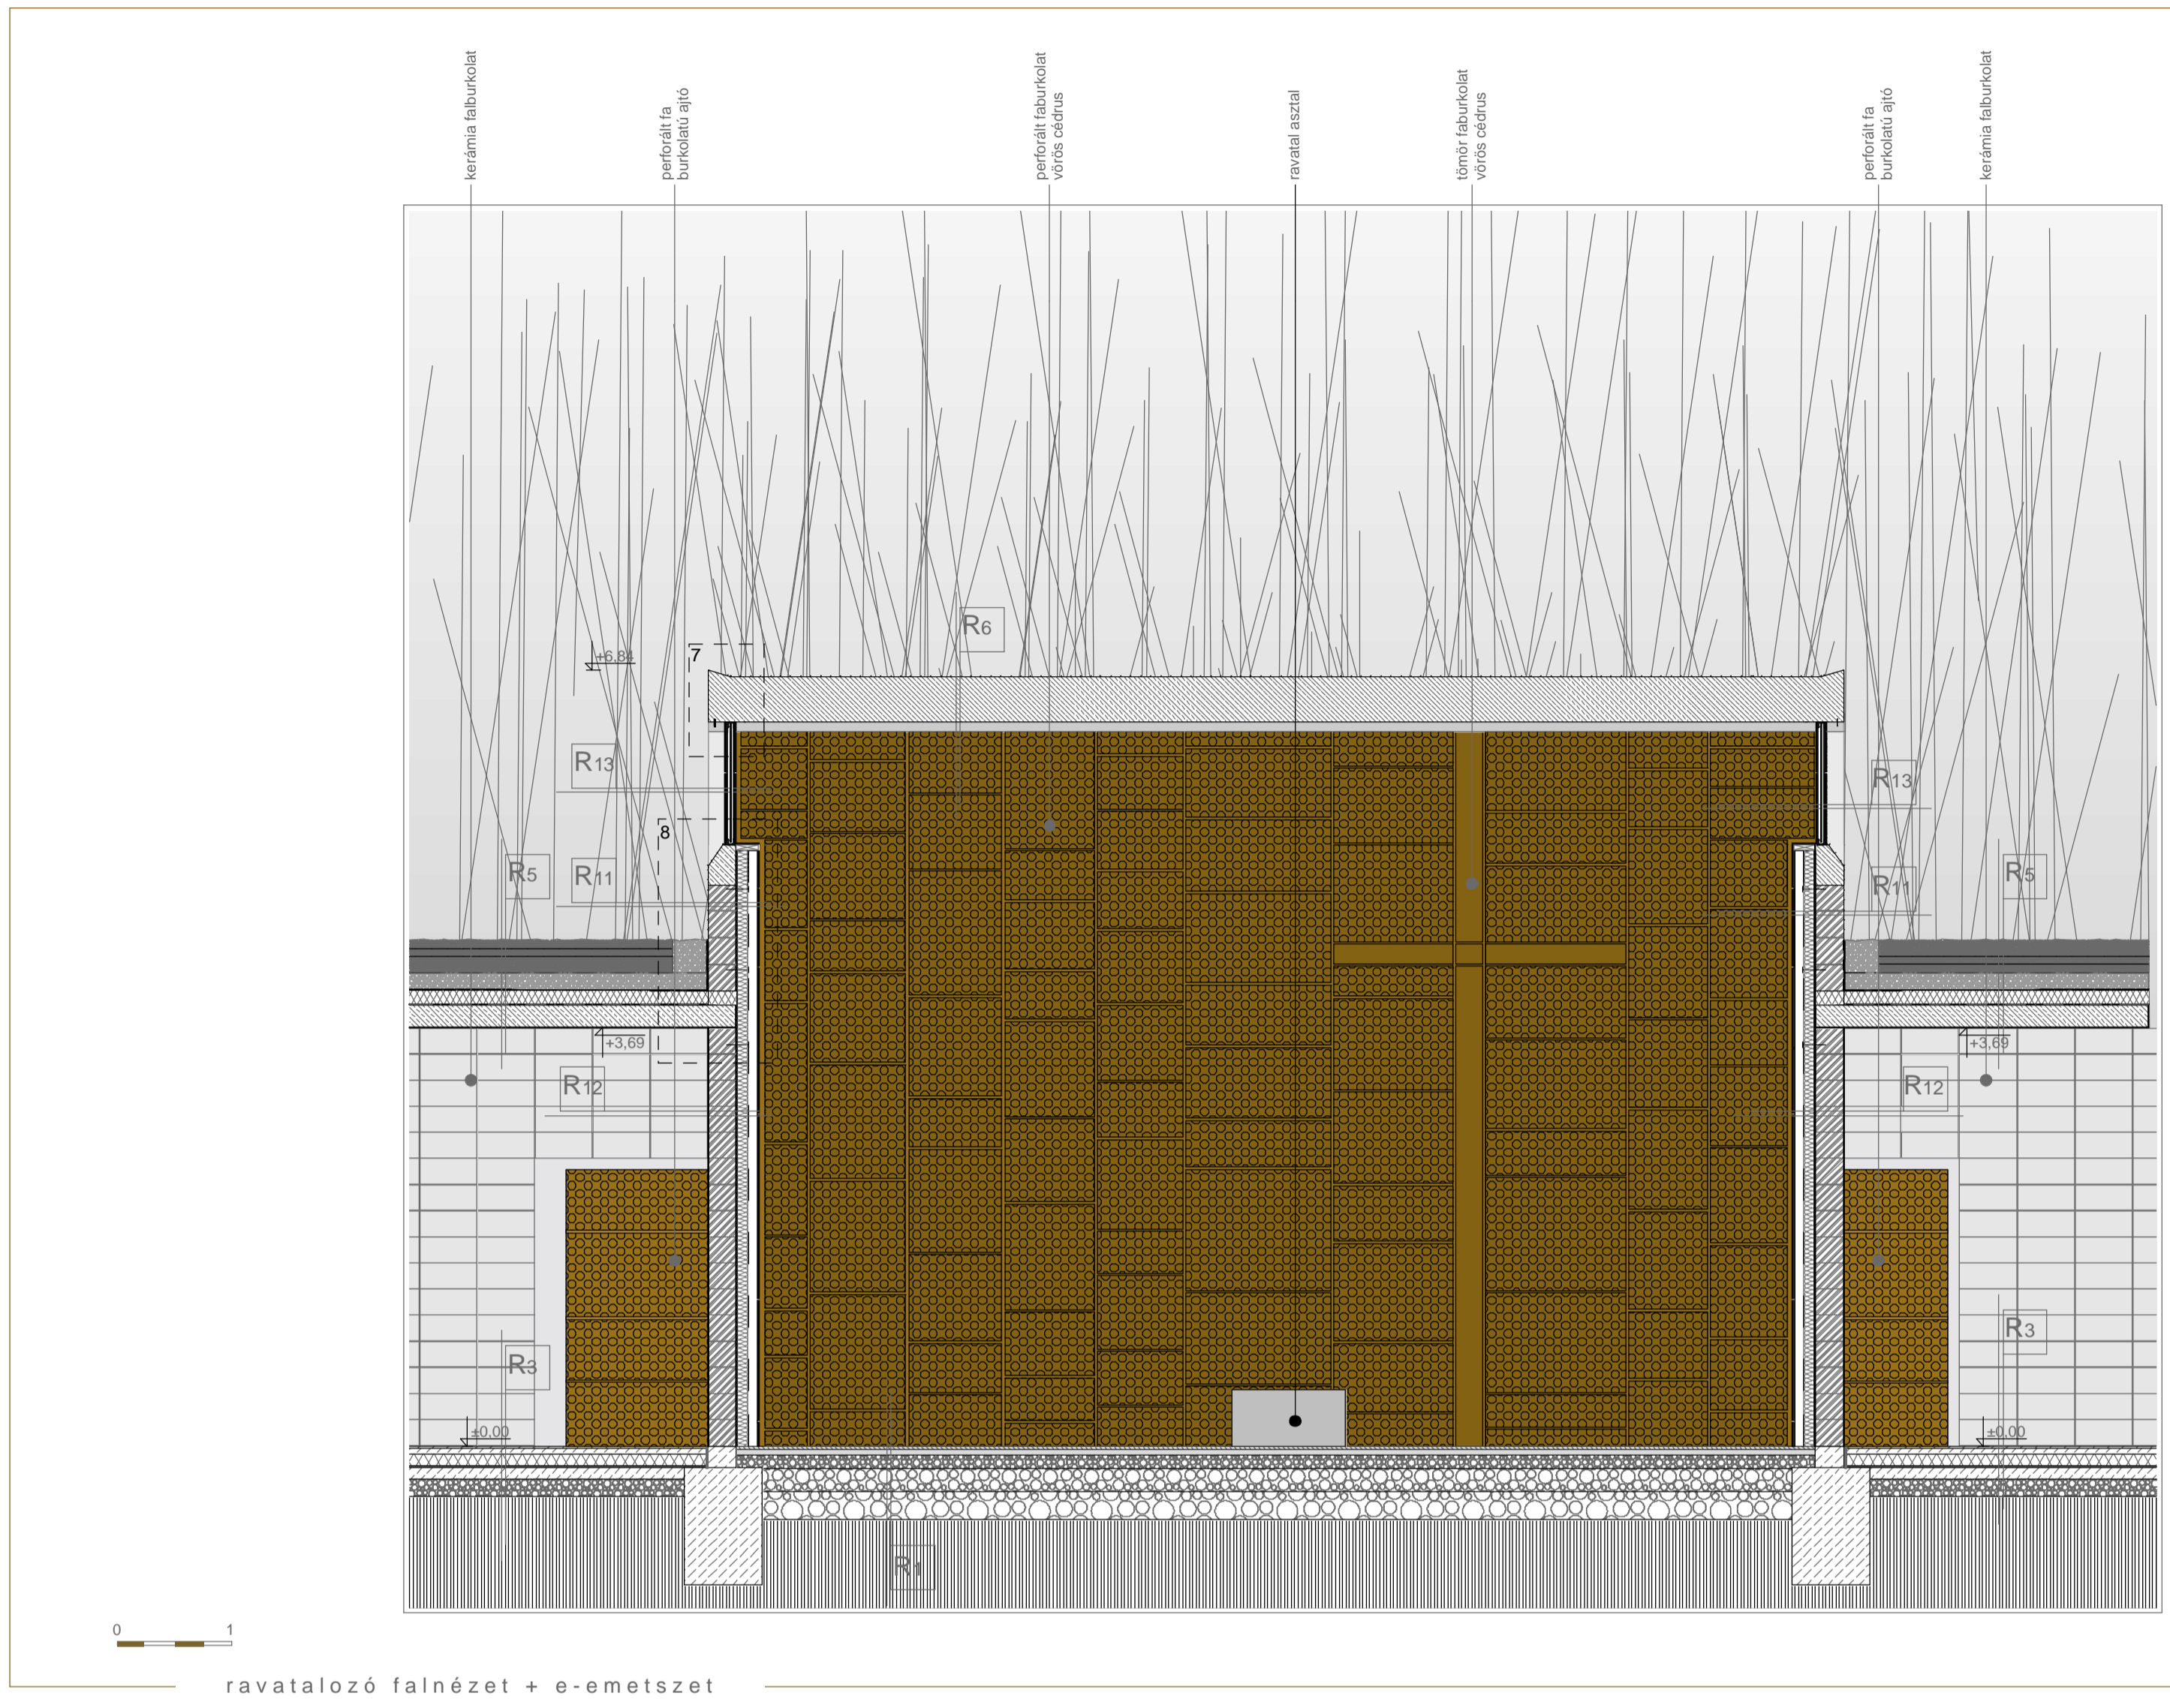 kerámia falburkolat
perforált fa
burkolatú ajtó
perforált faburkolat
vörös cédrus
ravatal asztal
tömör faburkolat
vörös cédrus
perforált fa
burkolatú ajtó
kerámia falburkolat
R6
+6,84
7
R13
R13
8
R5
R11
R11
R5
+3,69
+3,69
R12
R12
R3
R3
±0,00
±0,00
R1
0 1
ravatalozó falnézet + e-emetszet